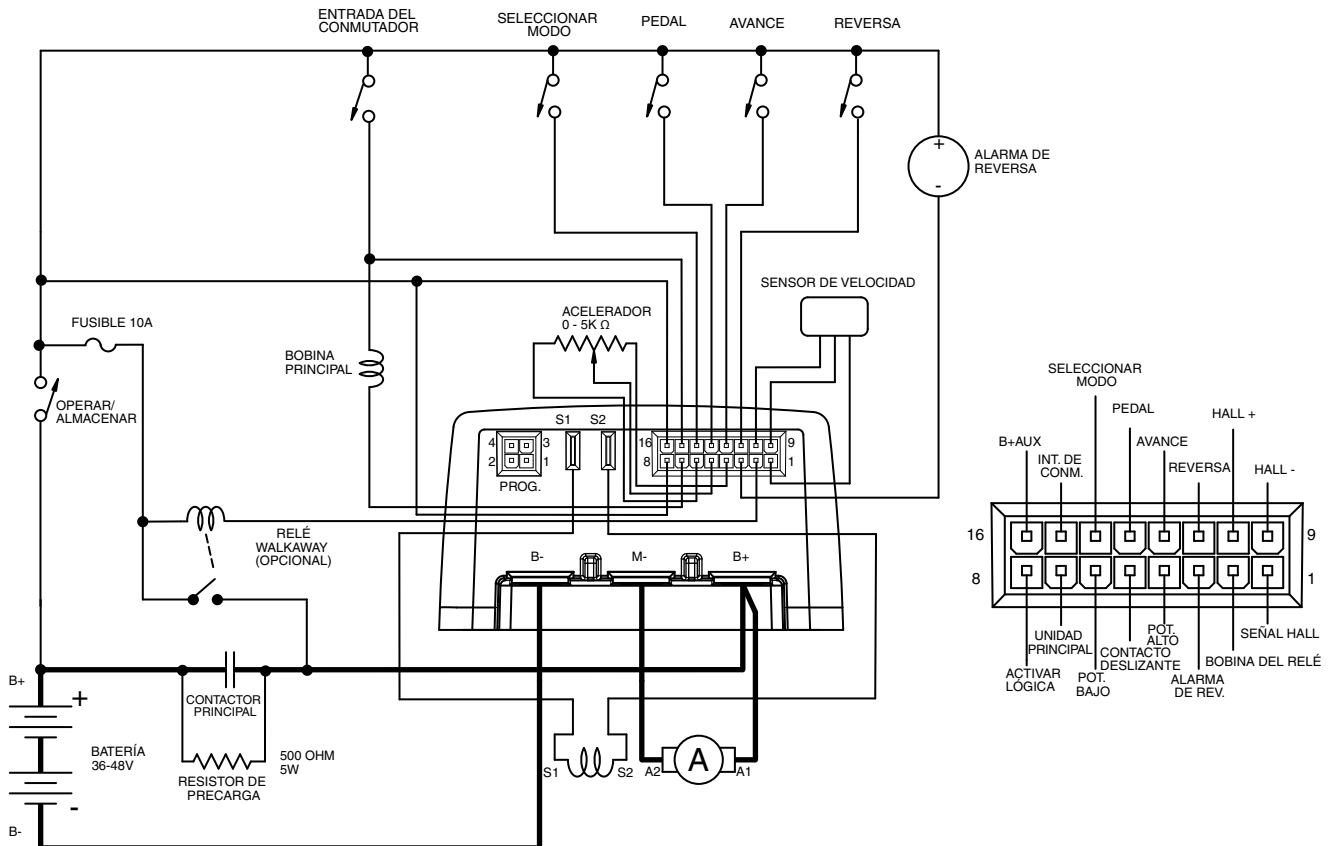 ENTRADA DEL
CONMUTADOR
SELECCIONAR
MODO
PEDAL
AVANCE
REVERSA
+
-
ALARMA DE
REVERSA
SENSOR DE VELOCIDAD
FUSIBLE 10A
ACELERADOR
0 - 5K Ω
BOBINA
PRINCIPAL
OPERAR/
ALMACENAR
S1
S2
4
3
2
1
PROG.
16
9
8
1
RELÉ
WALKAWAY
(OPCIONAL)
B-
M-
B+
B+
+
CONTACTOR
PRINCIPAL
BATERÍA
36-48V
500 OHM
5W
RESISTOR DE
PRECARGA
-
B-
S1
S2
A2
A
A1
SELECCIONAR
MODO
PEDAL
HALL +
B+AUX
AVANCE
INT. DE
CONM.
REVERSA
HALL -
16
9
8
1
UNIDAD
PRINCIPAL
POT.
ALTO
SEÑAL HALL
CONTACTO
DESLIZANTE
BOBINA DEL RELÉ
ACTIVAR
LÓGICA
POT.
BAJO
ALARMA
DE REV.